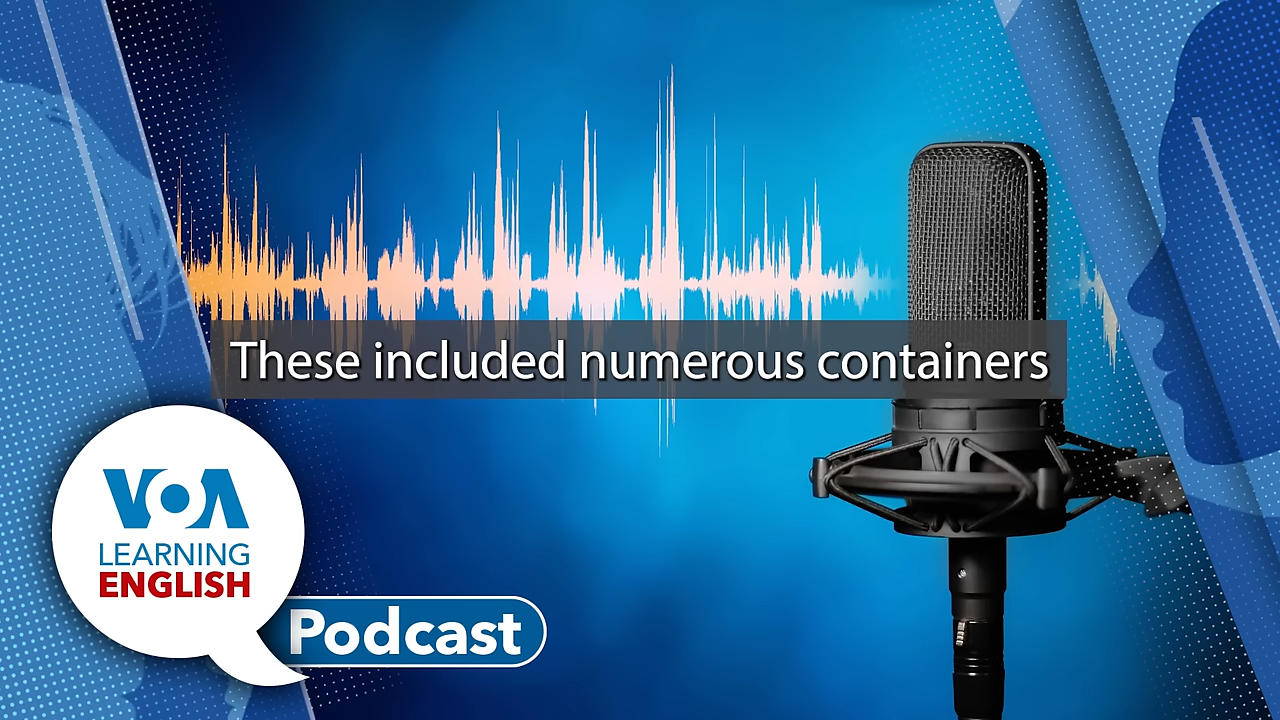 These included numerous containers
VOA
LEARNING
ENGLISH
Podcast